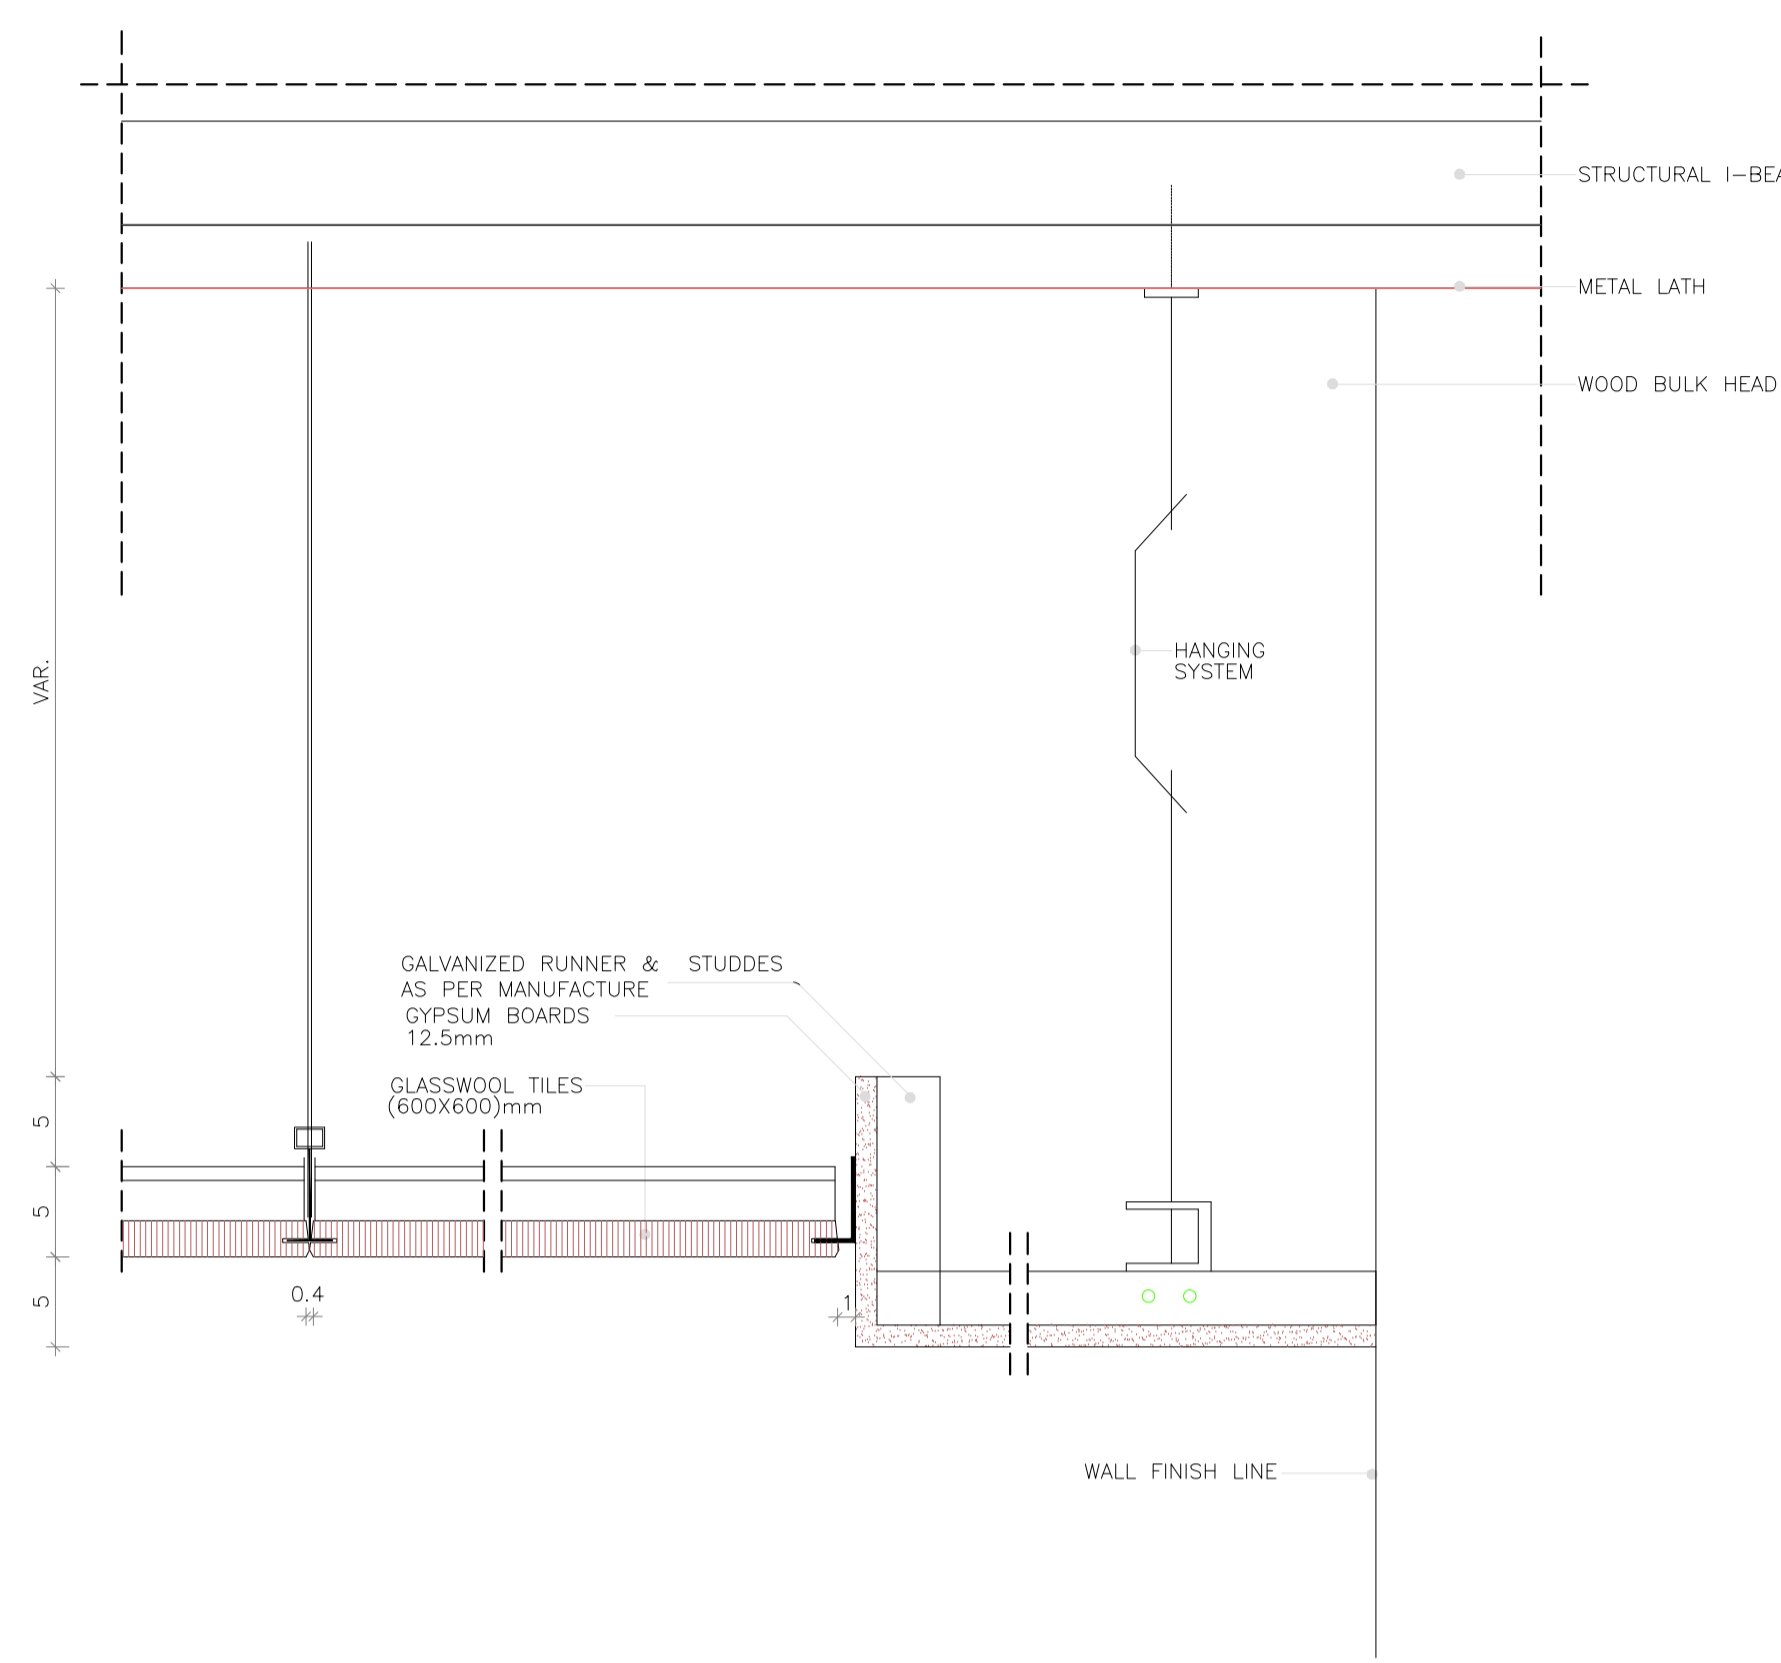 STRUCTURAL I-BEA
METAL LATH
WOOD BULK HEAD
HANGING
SYSTEM
VAR.
GALVANIZED RUNNER & STUDDES
AS PER MANUFACTURE
GYPSUM BOARDS
12.5mm
GLASSWOOL TILES
(600X600)mm
5
5
5
0.4
1
WALL FINISH LINE